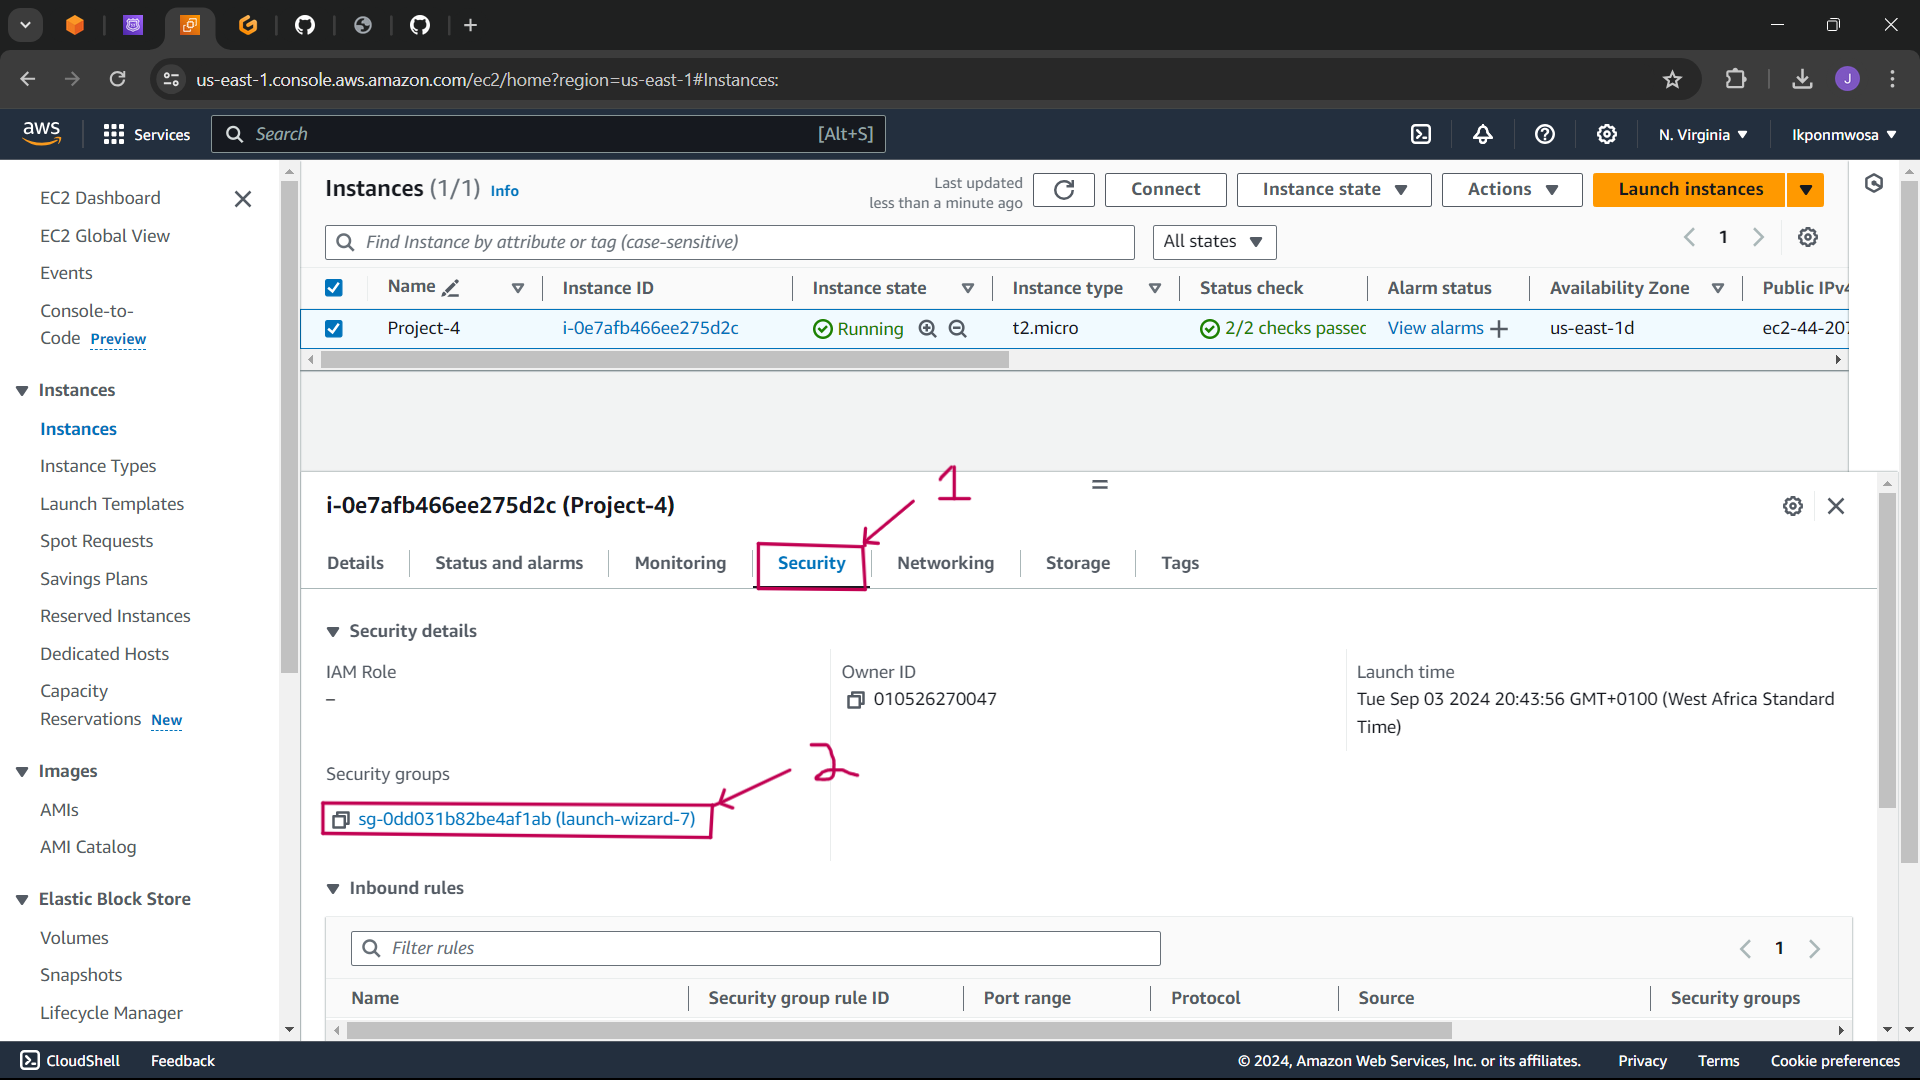 us-east-1.console.aws.amazon.com/ec2/home?region=us-east-1#Instances:
J
aws
Services
Search
[Alt+S]
N. Virginia
Ikponmwosa
EC2 Dashboard
EC2 Global View
Events
Console-to-
Code Preview
Instances
Instances
Instance Types
Launch Templates
Spot Requests
Savings Plans
Reserved Instances
Dedicated Hosts
Capacity
Reservations New
Images
AMIs
AMI Catalog
Elastic Block Store
Volumes
Snapshots
Lifecycle Manager
Instances (1/1) Info
Last updated
less than a minute ago
Connect
Instance state
Actions
Launch instances
Find Instance by attribute or tag (case-sensitive)
All states
1
Name Instance ID Instance state Instance type Status check Alarm status Availability Zone Public IPv4
Project-4 i-0e7afb466ee275d2c Running t2.micro 2/2 checks passec View alarms us-east-1d ec2-44-207
1
i-0e7afb466ee275d2c (Project-4)
Details Status and alarms Monitoring Security Networking Storage Tags
Security details
IAM Role
–
Owner ID
010526270047
Launch time
Tue Sep 03 2024 20:43:56 GMT+0100 (West Africa Standard
Time)
2
Security groups
sg-0dd031b82be4af1ab (launch-wizard-7)
Inbound rules
Filter rules
1
Name Security group rule ID Port range Protocol Source Security groups
CloudShell Feedback
© 2024, Amazon Web Services, Inc. or its affiliates. Privacy Terms Cookie preferences